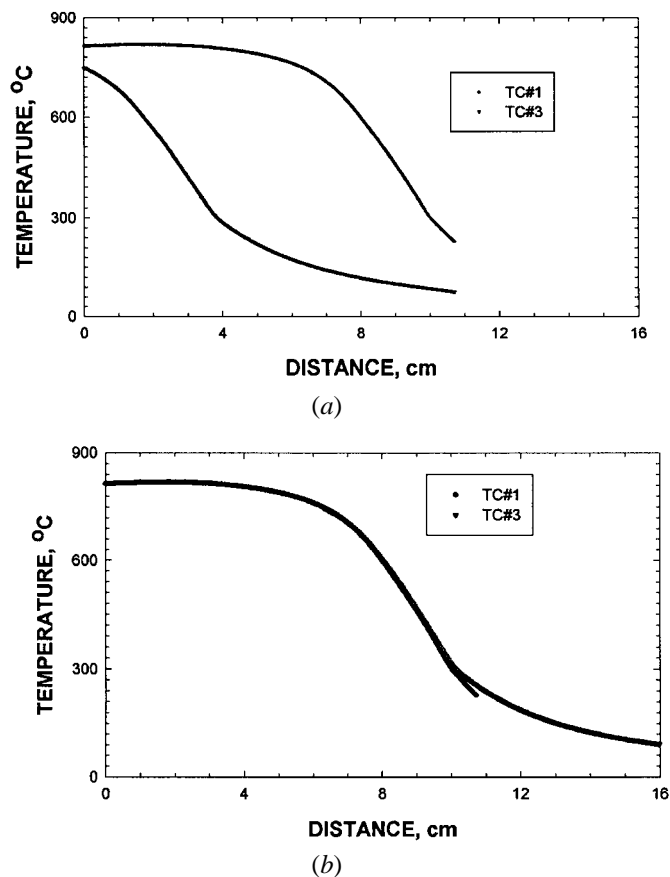 900
600
300
0
TEMPERATURE, °C
TC#1
TC#3
0
4
8
12
16
DISTANCE, cm
(a)
900
600
300
0
TEMPERATURE, °C
TC#1
TC#3
0
4
8
12
16
DISTANCE, cm
(b)